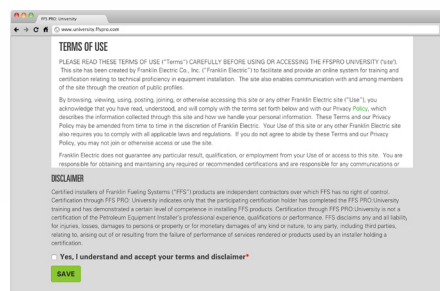 FFS PRO: University
www.university.ffspro.com
TERMS OF USE
PLEASE READ THESE TERMS OF USE ("Terms") CAREFULLY BEFORE USING OR ACCESSING THE FFSPRO UNIVERSITY ("site").
This site has been created by Franklin Electric Co., Inc. ("Franklin Electric") to facilitate and provide an online system for training and
certification relating to technical proficiency in equipment installation. The site also enables communication with and among members
of the site through the creation of public profiles.
By browsing, viewing, using, posting, joining, or otherwise accessing this site or any other Franklin Electric site ("Use"), you
acknowledge that you have read, understood, and will comply with the terms set forth below and with our Privacy Policy, which
describes the information collected through this site and how we handle your personal information. These Terms and our Privacy
Policy may be amended from time to time in the discretion of Franklin Electric. Your Use of this site or any other Franklin Electric site
also requires you to comply with all applicable laws and regulations. If you do not agree to abide by these Terms and our Privacy
Policy, you may not join or otherwise access or use the site.
Franklin Electric does not guarantee any particular result, qualification, or employment from your Use of or access to this site. You are
responsible for obtaining and maintaining any required or recommended certifications and are responsible for any communications or
DISCLAIMER
Certified installers of Franklin Fueling Systems ("FFS") products are independent contractors over which FFS has no right of control.
Certification through FFS PRO: University indicates only that the participating certification holder has completed the FFS PRO:University
training and has demonstrated a certain level of competence in installing FFS products. Certification through FFS PRO:University is not a
certification of the Petroleum Equipment Installer's professional experience, qualifications or performance. FFS disclaims any and all liability,
for injuries, losses, damages to persons or property or for monetary damages of any kind or nature, to any party, including third parties,
relating to, arising out of or resulting from the failure of performance of services rendered or products used by an installer holding a
certification.
Yes, I understand and accept your terms and disclaimer*
SAVE